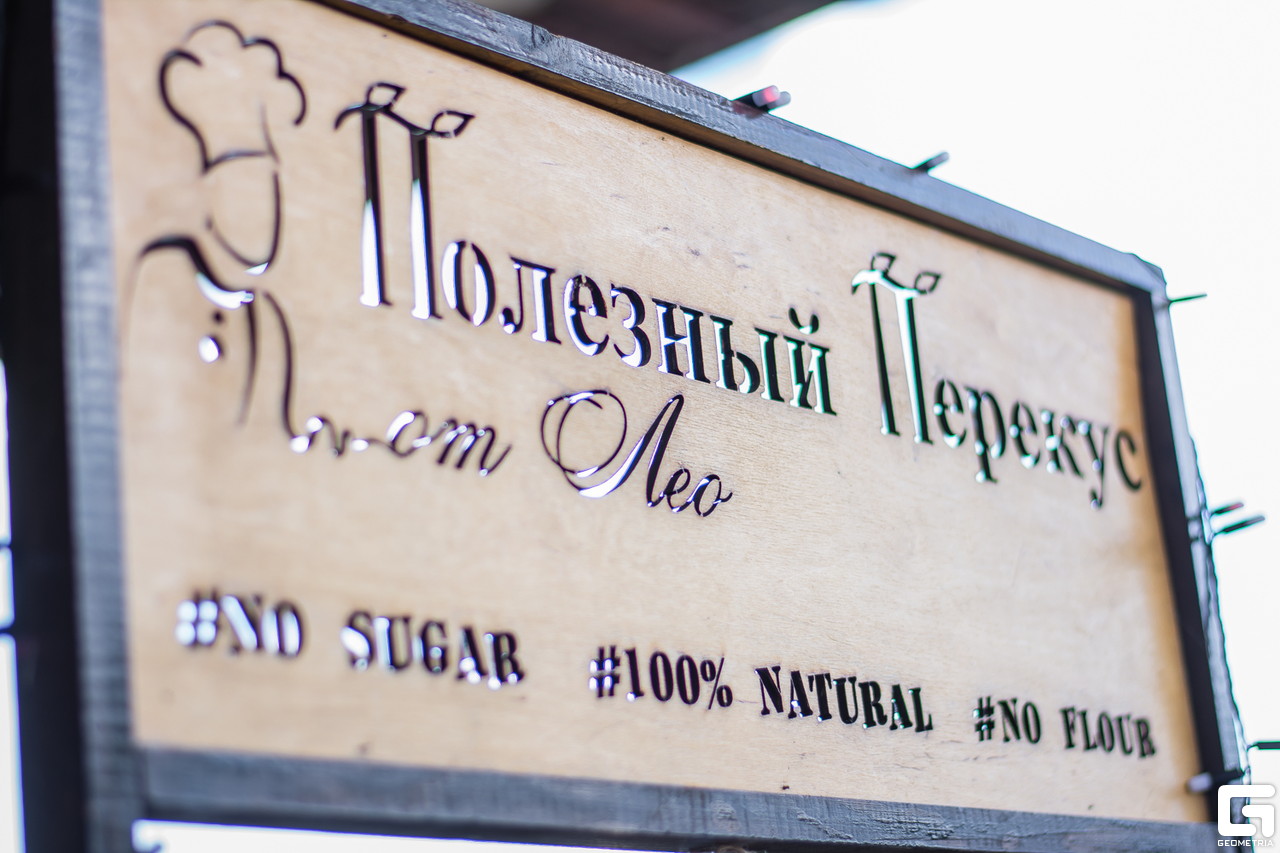 Полезный Перекус
от Лео
#NO SUGAR #100% NATURAL #NO FLOUR
GEOMETRIA